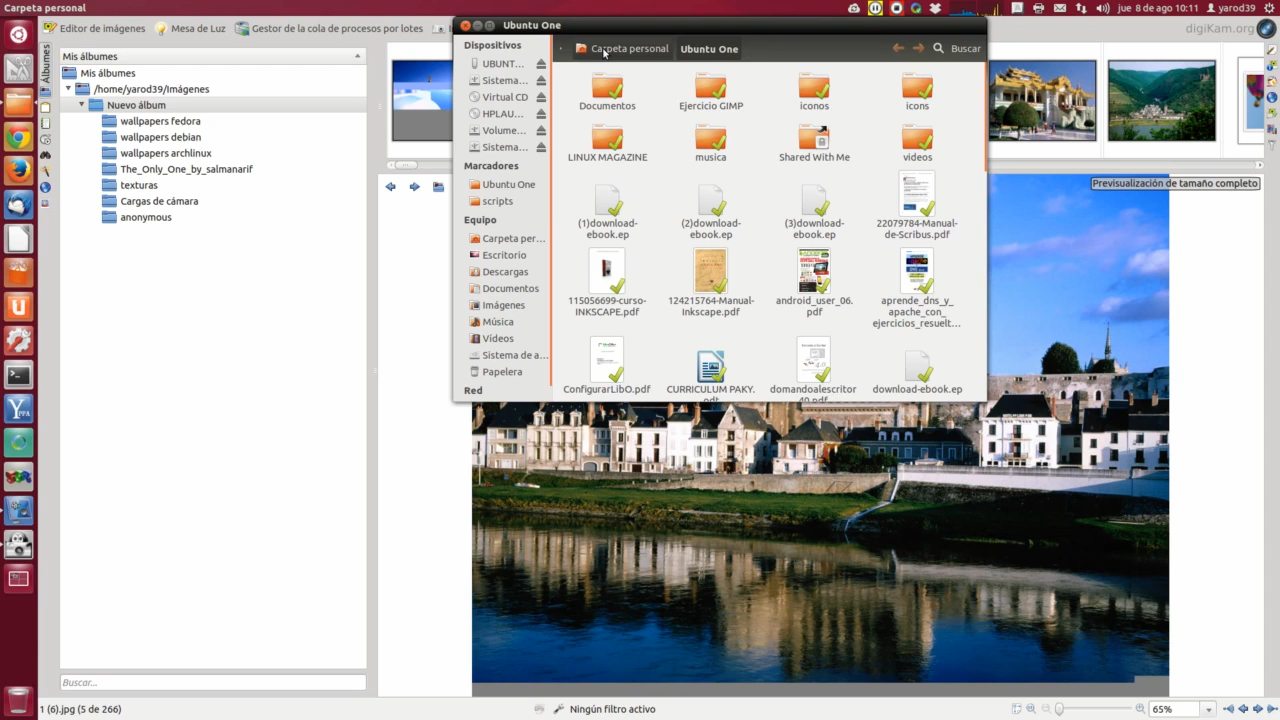 Carpeta personal
jue 8 de ago 10:11
yarod39
Editor de imágenes
Mesa de Luz
Gestor de la cola de procesos por lotes
digiKam.org
Álbumes
Mis álbumes
Mis álbumes
/home/yarod39/Imágenes
Nuevo álbum
wallpapers fedora
wallpapers debian
wallpapers archlinux
The_Only_One_by_salmanarif
texturas
Cargas de cámara
anonymous
Buscar...
1 (6).jpg (5 de 266)
Ubuntu One
Dispositivos
UBUNT...
Sistema...
Virtual CD
HPLAU...
Volume...
Sistema...
Marcadores
Ubuntu One
scripts
Equipo
Carpeta per...
Escritorio
Descargas
Documentos
Imágenes
Música
Vídeos
Sistema de a...
Papelera
Red
Carpeta personal
Ubuntu One
Buscar
Documentos
Ejercicio GIMP
iconos
icons
LINUX MAGAZINE
musica
Shared With Me
videos
(1)download-
ebook.ep
(2)download-
ebook.ep
(3)download-
ebook.ep
22079784-Manual-
de-Scribus.pdf
115056699-curso-
INKSCAPE.pdf
124215764-Manual-
Inkscape.pdf
android_user_06.
pdf
aprende_dns_y_
apache_con_
ejercicios_resuelt...
ConfigurarLibO.pdf
CURRICULUM PAKY.
odt
domandoalescritor
40.pdf
download-ebook.ep
Previsualización de tamaño completo
Ningún filtro activo
65%